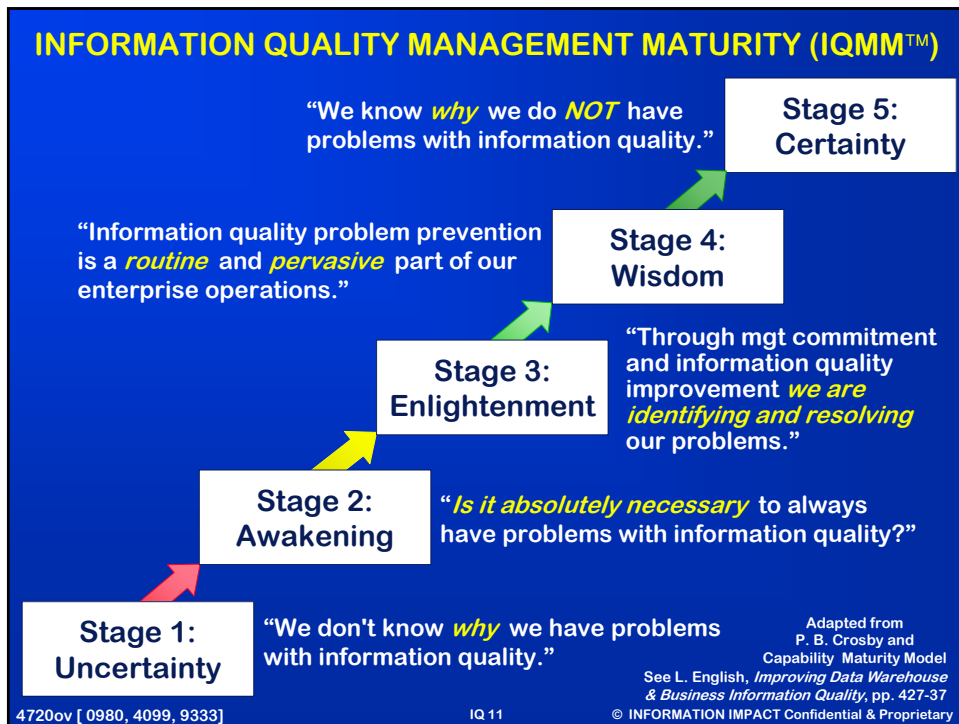 INFORMATION QUALITY MANAGEMENT MATURITY (IQMM™)
“We know why we do NOT have
problems with information quality.”
Stage 5:
Certainty
“Information quality problem prevention
is a routine and pervasive part of our
enterprise operations.”
Stage 4:
Wisdom
Stage 3:
Enlightenment
“Through mgt commitment
and information quality
improvement we are
identifying and resolving
our problems.”
Stage 2:
Awakening
“Is it absolutely necessary to always
have problems with information quality?”
Stage 1:
Uncertainty
“We don't know why we have problems
with information quality.”
Adapted from
P. B. Crosby and
Capability Maturity Model
See L. English, Improving Data Warehouse
& Business Information Quality, pp. 427-37
4720ov [ 0980, 4099, 9333]
IQ 11
© INFORMATION IMPACT Confidential & Proprietary